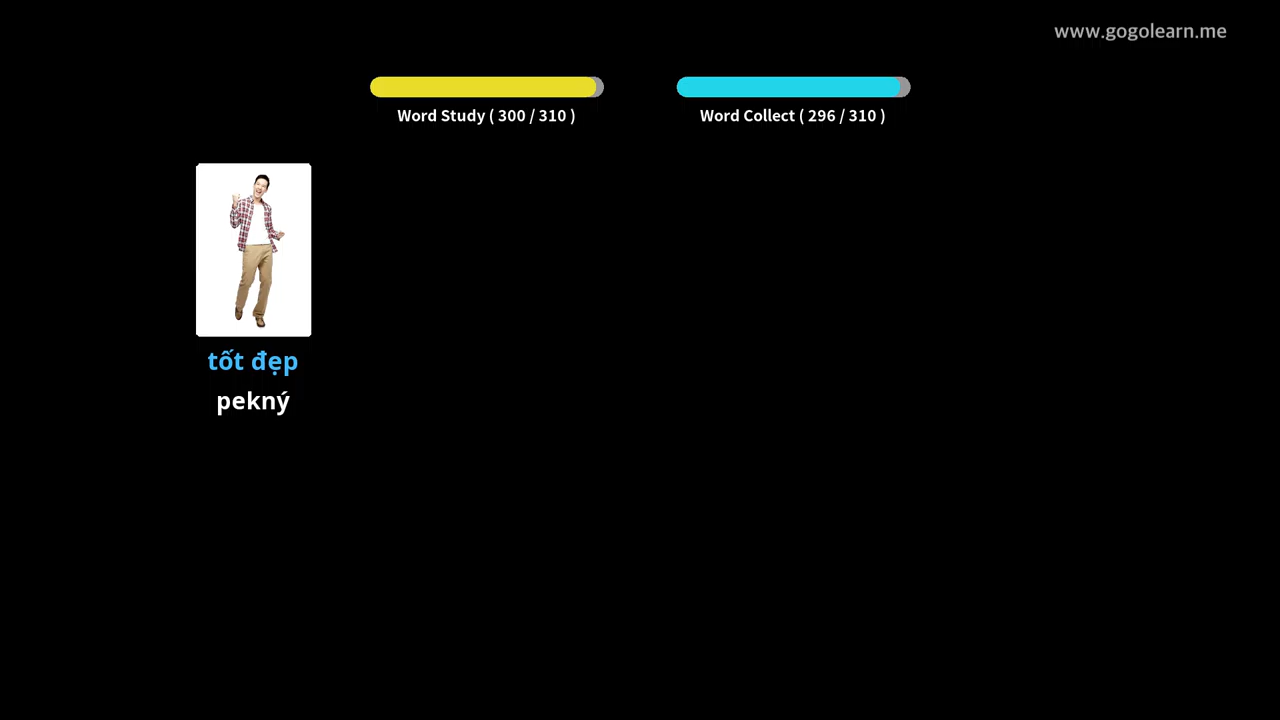 www.gogolearn.me
Word Study ( 300 / 310 )
Word Collect ( 296 / 310 )
tốt đẹp
pekný